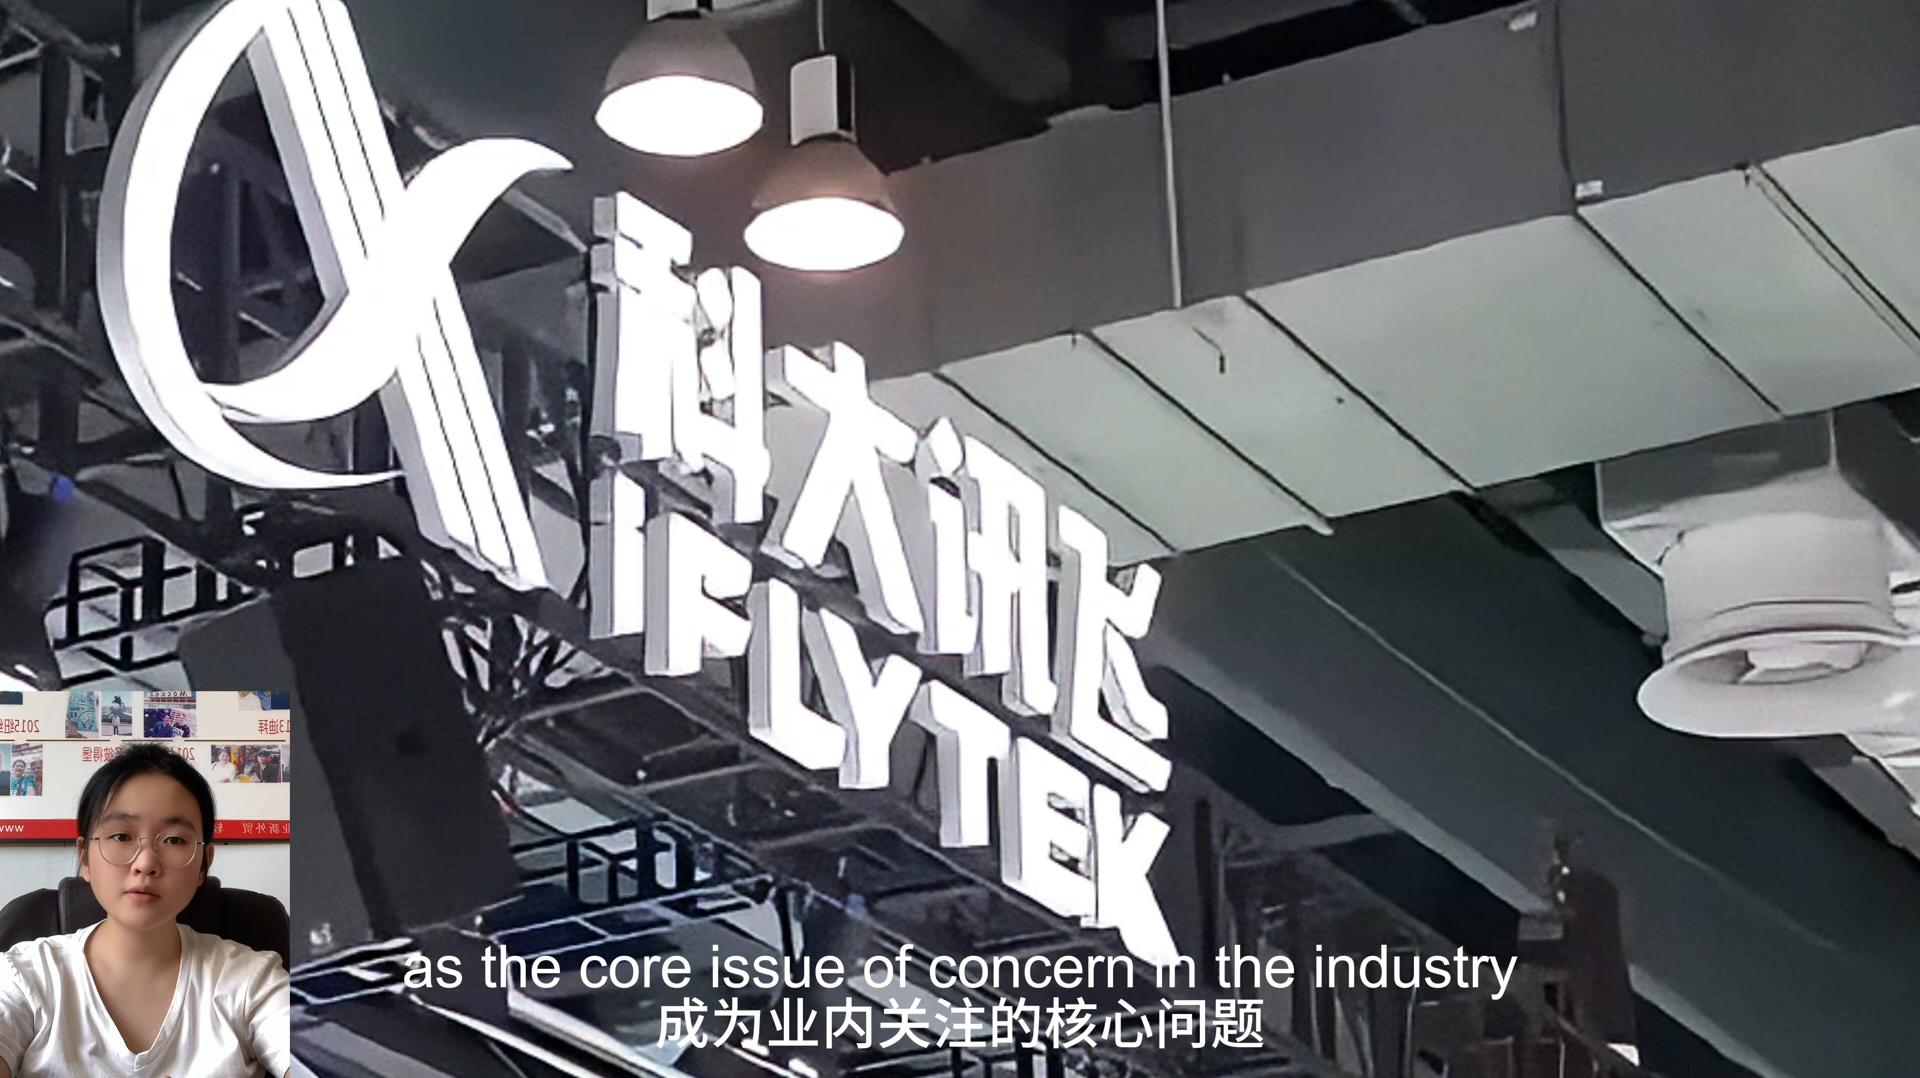 科大讯飞
iFLYTEK
as the core issue of concern in the industry
成为业内关注的核心问题